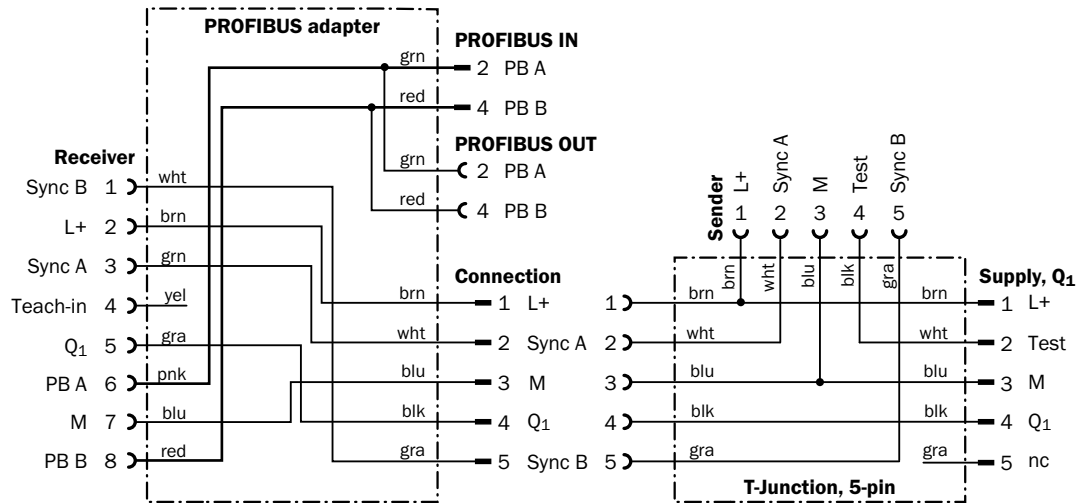 PROFIBUS adapter
PROFIBUS IN
grn 2 PB A
red 4 PB B
PROFIBUS OUT
grn 2 PB A
red 4 PB B
Receiver
Sync B 1 wht
L+ 2 brn
Sync A 3 grn
Teach-in 4 yel
Q1 5 gra
PB A 6 pnk
M 7 blu
PB B 8 red
Connection
brn 1 L+
wht 2 Sync A
blu 3 M
blk 4 Q1
gra 5 Sync B
Sender
L+ 1 brn
Sync A 2 wht
M 3 blu
Test 4 blk
Sync B 5 gra
1 brn
2 wht
3 blu
4 blk
5 gra
Supply, Q1
brn 1 L+
wht 2 Test
blu 3 M
blk 4 Q1
gra 5 nc
T-Junction, 5-pin